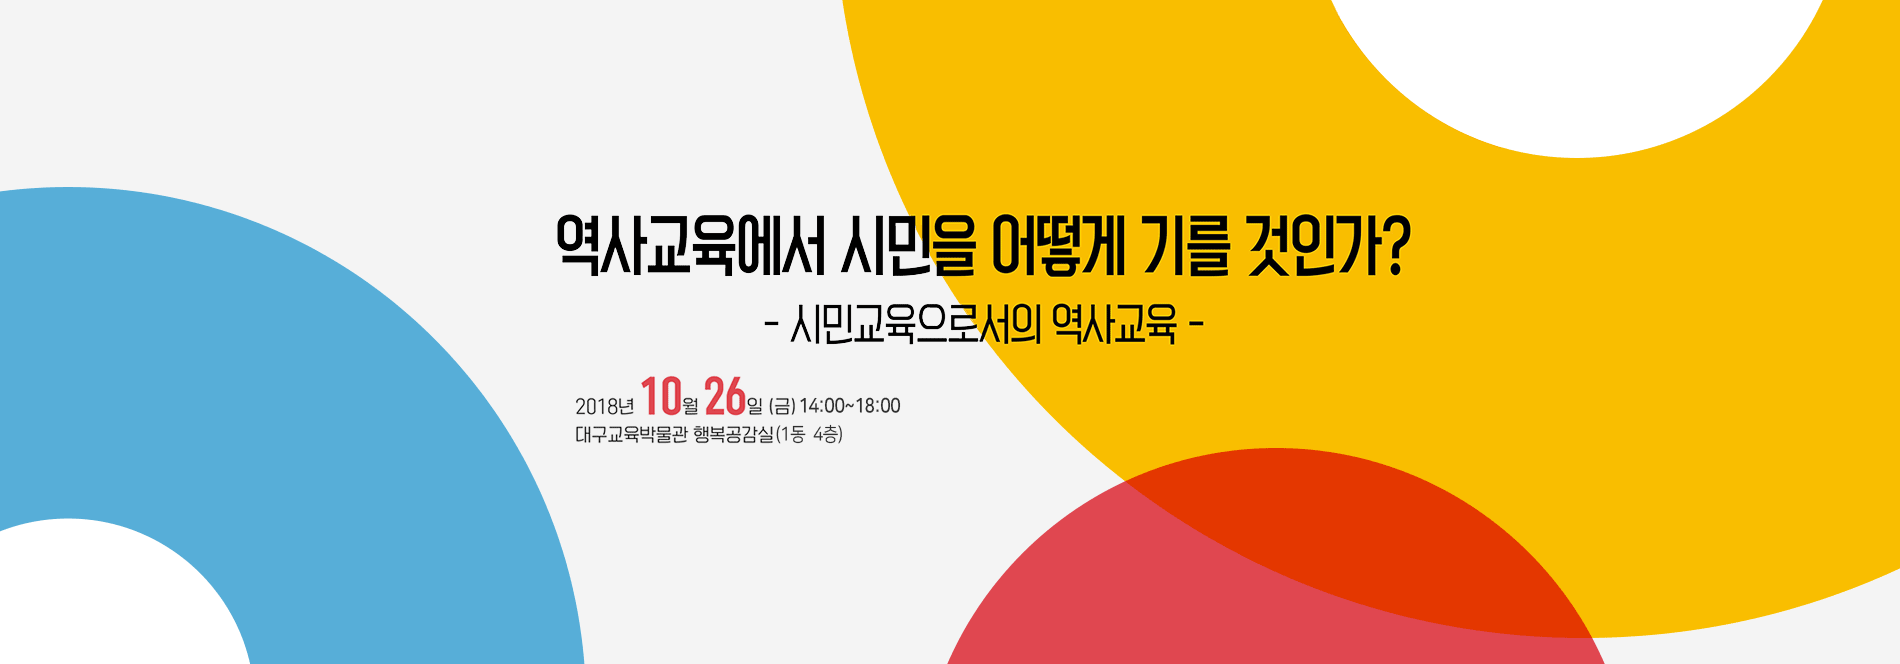 역사교육에서 시민을 어떻게 기를 것인가?
- 시민교육으로서의 역사교육 -
2018년 10월 26일 (금) 14:00~18:00
대구교육박물관 행복공감실(1동 4층)